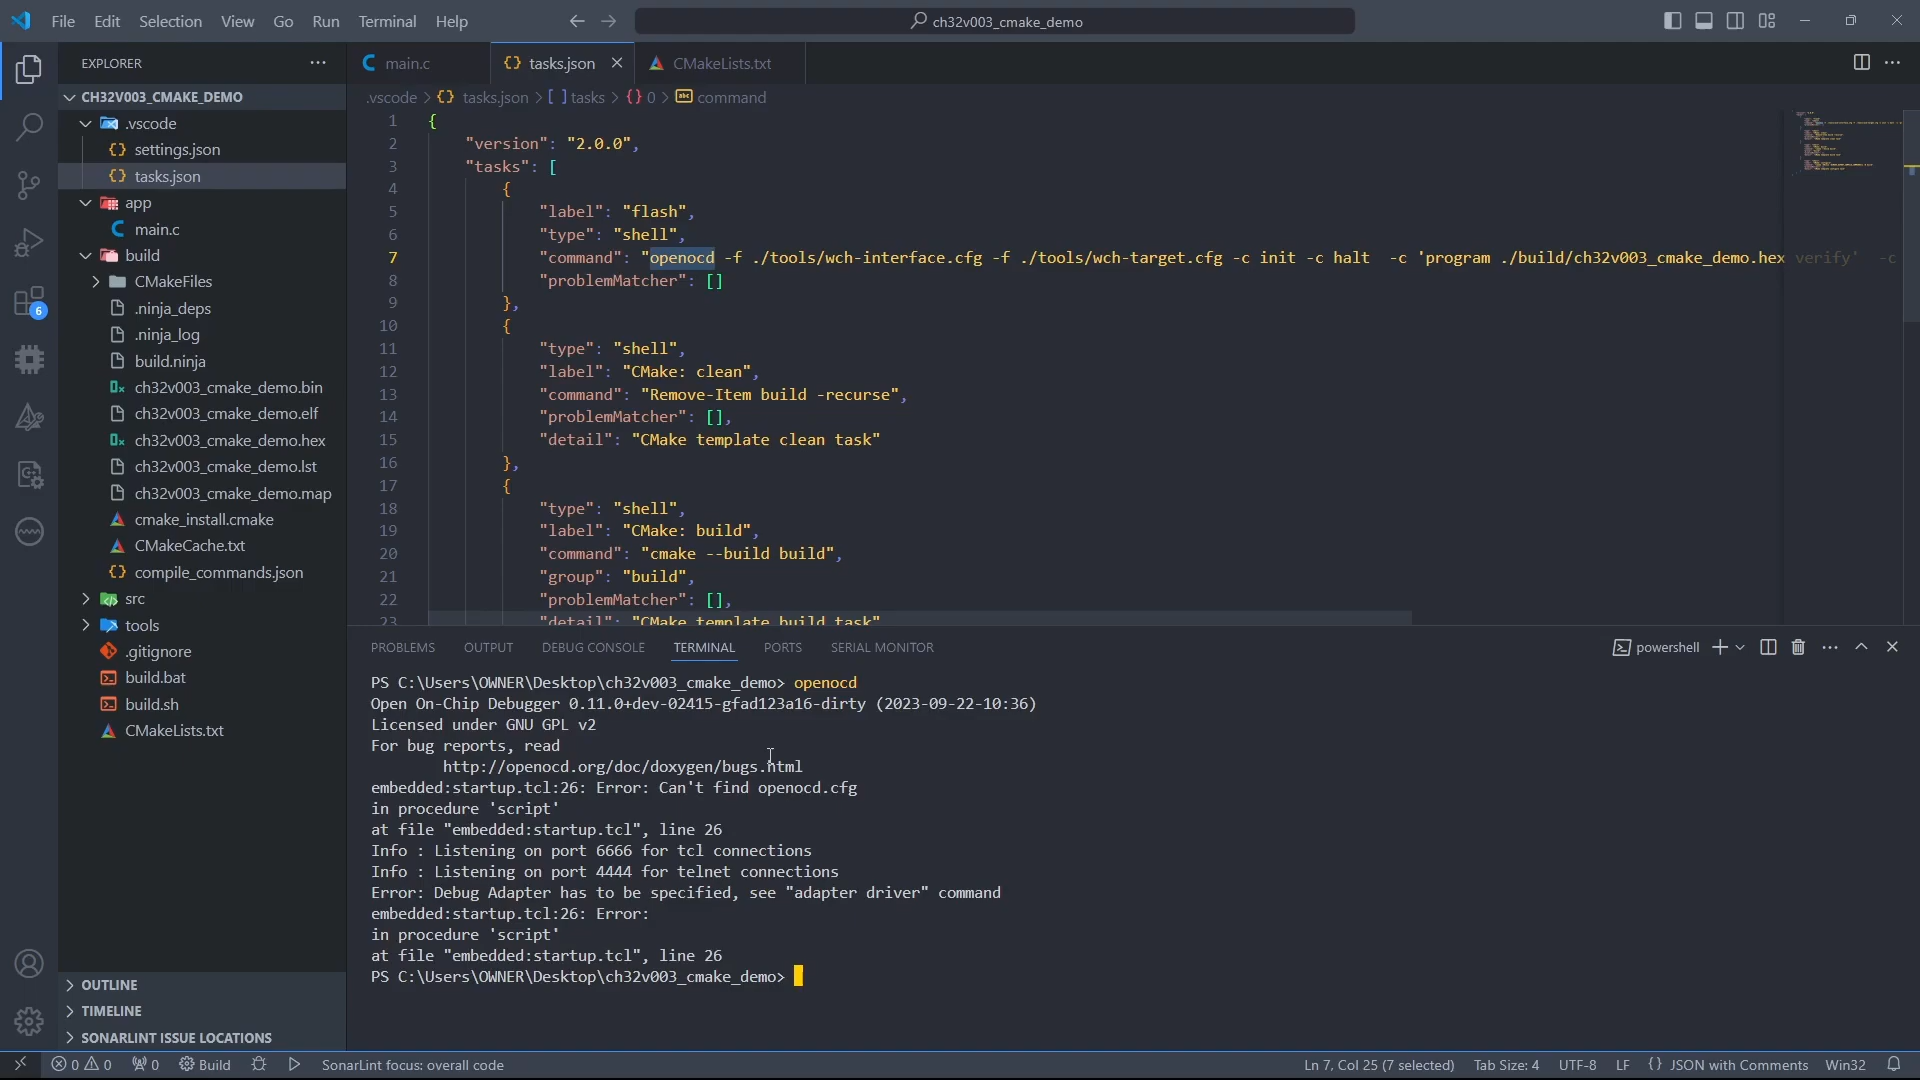 File Edit Selection View Go Run Terminal Help
ch32v003_cmake_demo
EXPLORER
CH32V003_CMAKE_DEMO
.vscode
settings.json
tasks.json
app
main.c
build
CMakeFiles
.ninja_deps
.ninja_log
build.ninja
ch32v003_cmake_demo.bin
ch32v003_cmake_demo.elf
ch32v003_cmake_demo.hex
ch32v003_cmake_demo.lst
ch32v003_cmake_demo.map
cmake_install.cmake
CMakeCache.txt
compile_commands.json
src
tools
.gitignore
build.bat
build.sh
CMakeLists.txt
OUTLINE
TIMELINE
SONARLINT ISSUE LOCATIONS
6
main.c tasks.json CMakeLists.txt
.vscode > {} tasks.json > [ ] tasks > {} 0 > abc command
1 {
2 "version": "2.0.0",
3 "tasks": [
4 {
5 "label": "flash",
6 "type": "shell",
7 "command": "openocd -f ./tools/wch-interface.cfg -f ./tools/wch-target.cfg -c init -c halt  -c 'program ./build/ch32v003_cmake_demo.hex verify'  -c
8 "problemMatcher": []
9 },
10 {
11 "type": "shell",
12 "label": "CMake: clean",
13 "command": "Remove-Item build -recurse",
14 "problemMatcher": [],
15 "detail": "CMake template clean task"
16 },
17 {
18 "type": "shell",
19 "label": "CMake: build",
20 "command": "cmake --build build",
21 "group": "build",
22 "problemMatcher": [],
23 "detail": "CMake template build task"
PROBLEMS OUTPUT DEBUG CONSOLE TERMINAL PORTS SERIAL MONITOR
powershell
PS C:\Users\OWNER\Desktop\ch32v003_cmake_demo> openocd
Open On-Chip Debugger 0.11.0+dev-02415-gfad123a16-dirty (2023-09-22-10:36)
Licensed under GNU GPL v2
For bug reports, read
http://openocd.org/doc/doxygen/bugs.html
embedded:startup.tcl:26: Error: Can't find openocd.cfg
in procedure 'script'
at file "embedded:startup.tcl", line 26
Info : Listening on port 6666 for tcl connections
Info : Listening on port 4444 for telnet connections
Error: Debug Adapter has to be specified, see "adapter driver" command
embedded:startup.tcl:26: Error:
in procedure 'script'
at file "embedded:startup.tcl", line 26
PS C:\Users\OWNER\Desktop\ch32v003_cmake_demo>
0 0 0 Build SonarLint focus: overall code Ln 7, Col 25 (7 selected) Tab Size: 4 UTF-8 LF {} JSON with Comments Win32